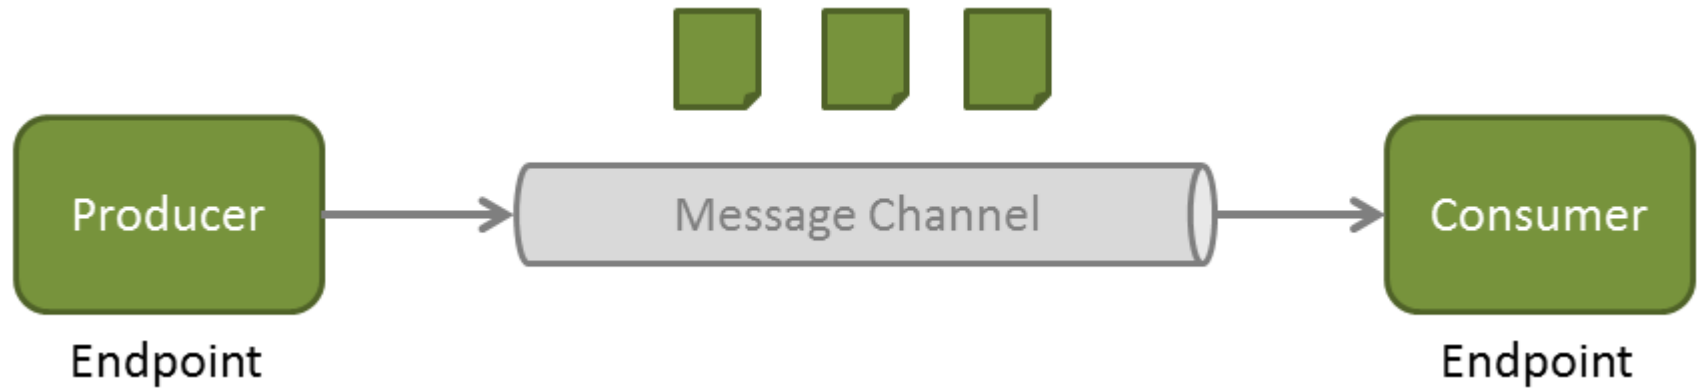 Producer
Message Channel
Consumer
Endpoint
Endpoint